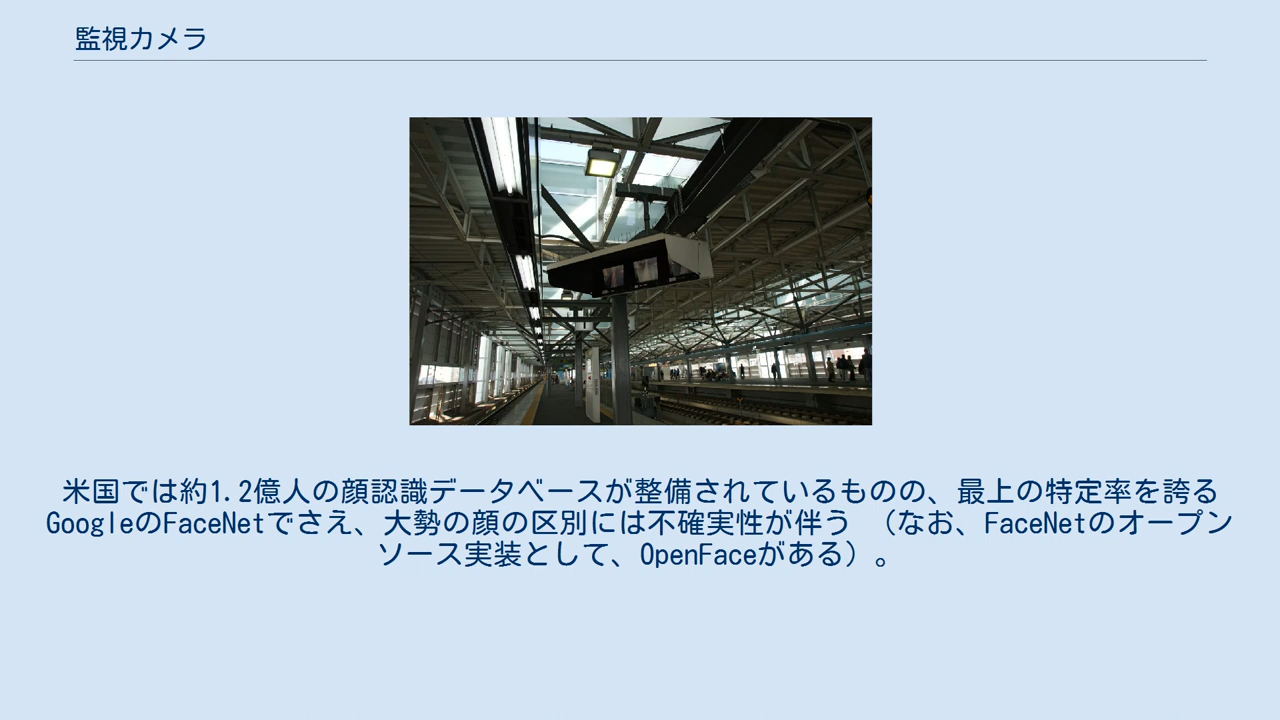 監視カメラ
米国では約1.2億人の顔認識データベースが整備されているものの、最上の特定率を誇る
GoogleのFaceNetでさえ、大勢の顔の区別には不確実性が伴う （なお、FaceNetのオープン
ソース実装として、OpenFaceがある）。